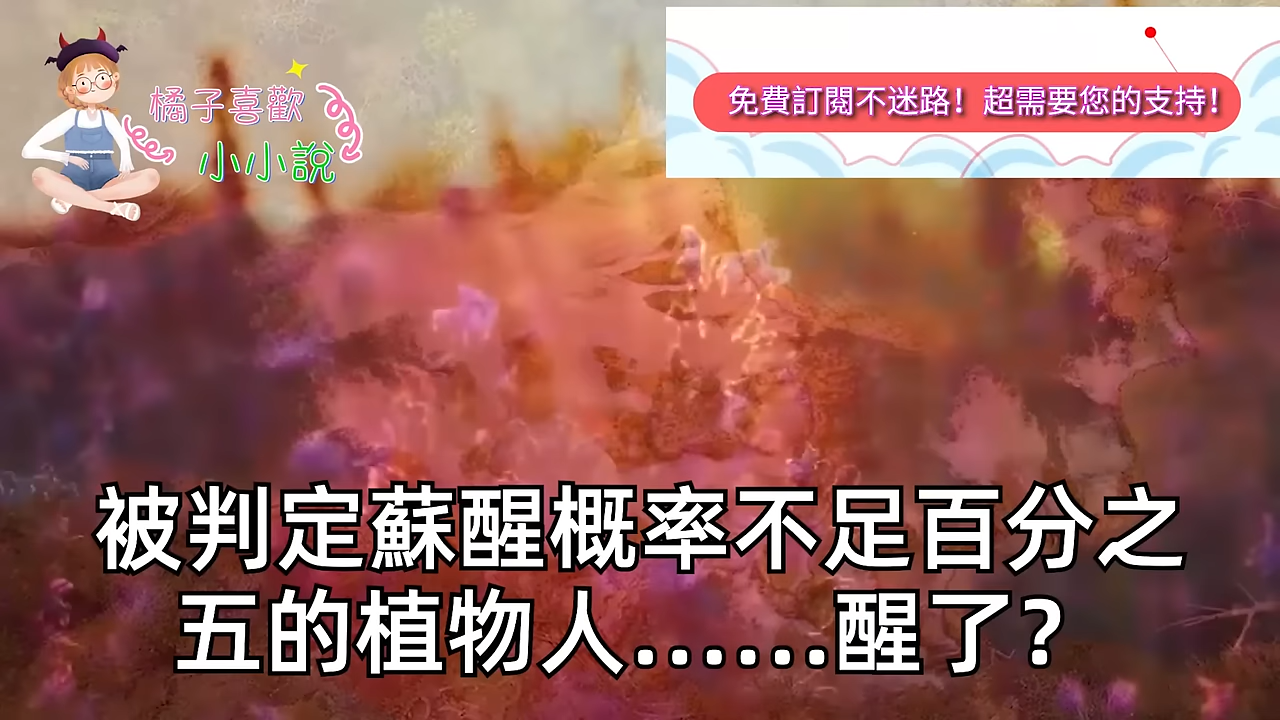 橘子喜歡
小小說
免費訂閱不迷路！超需要您的支持！
被判定蘇醒概率不足百分之
五的植物人......醒了？